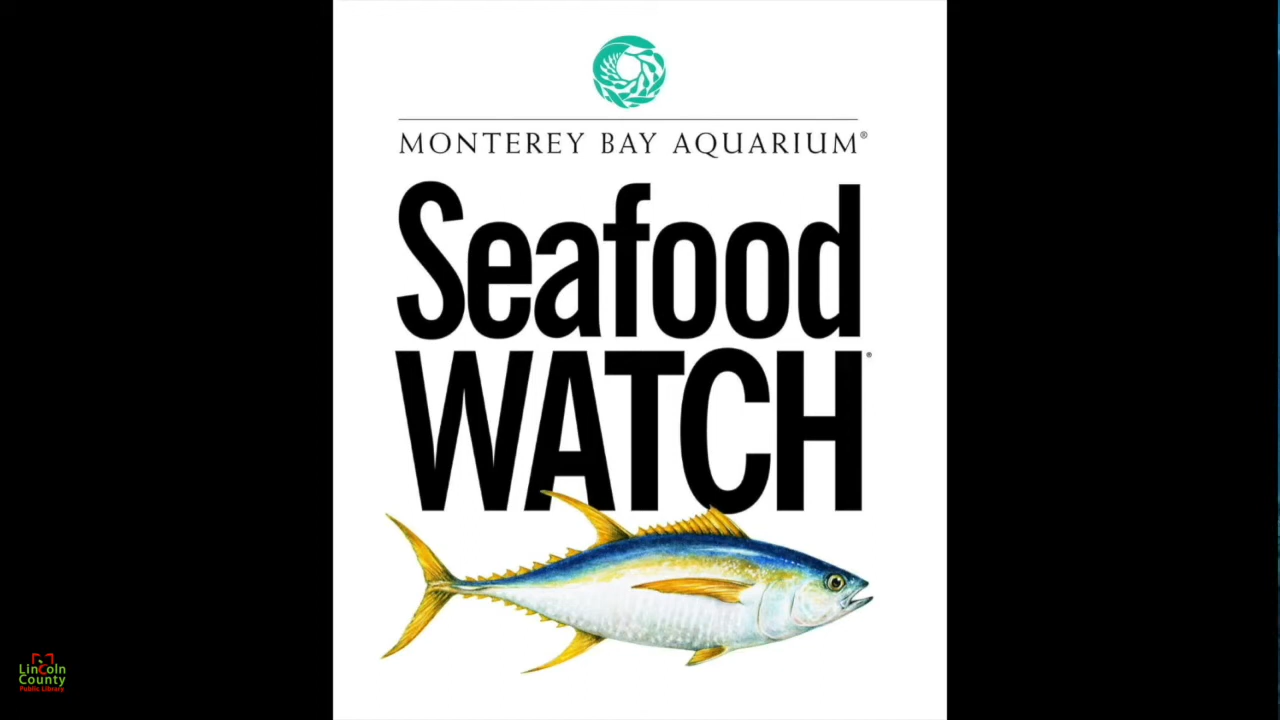 MONTEREY BAY AQUARIUM®
Seafood
WATCH®
Lincoln
County
Public Library